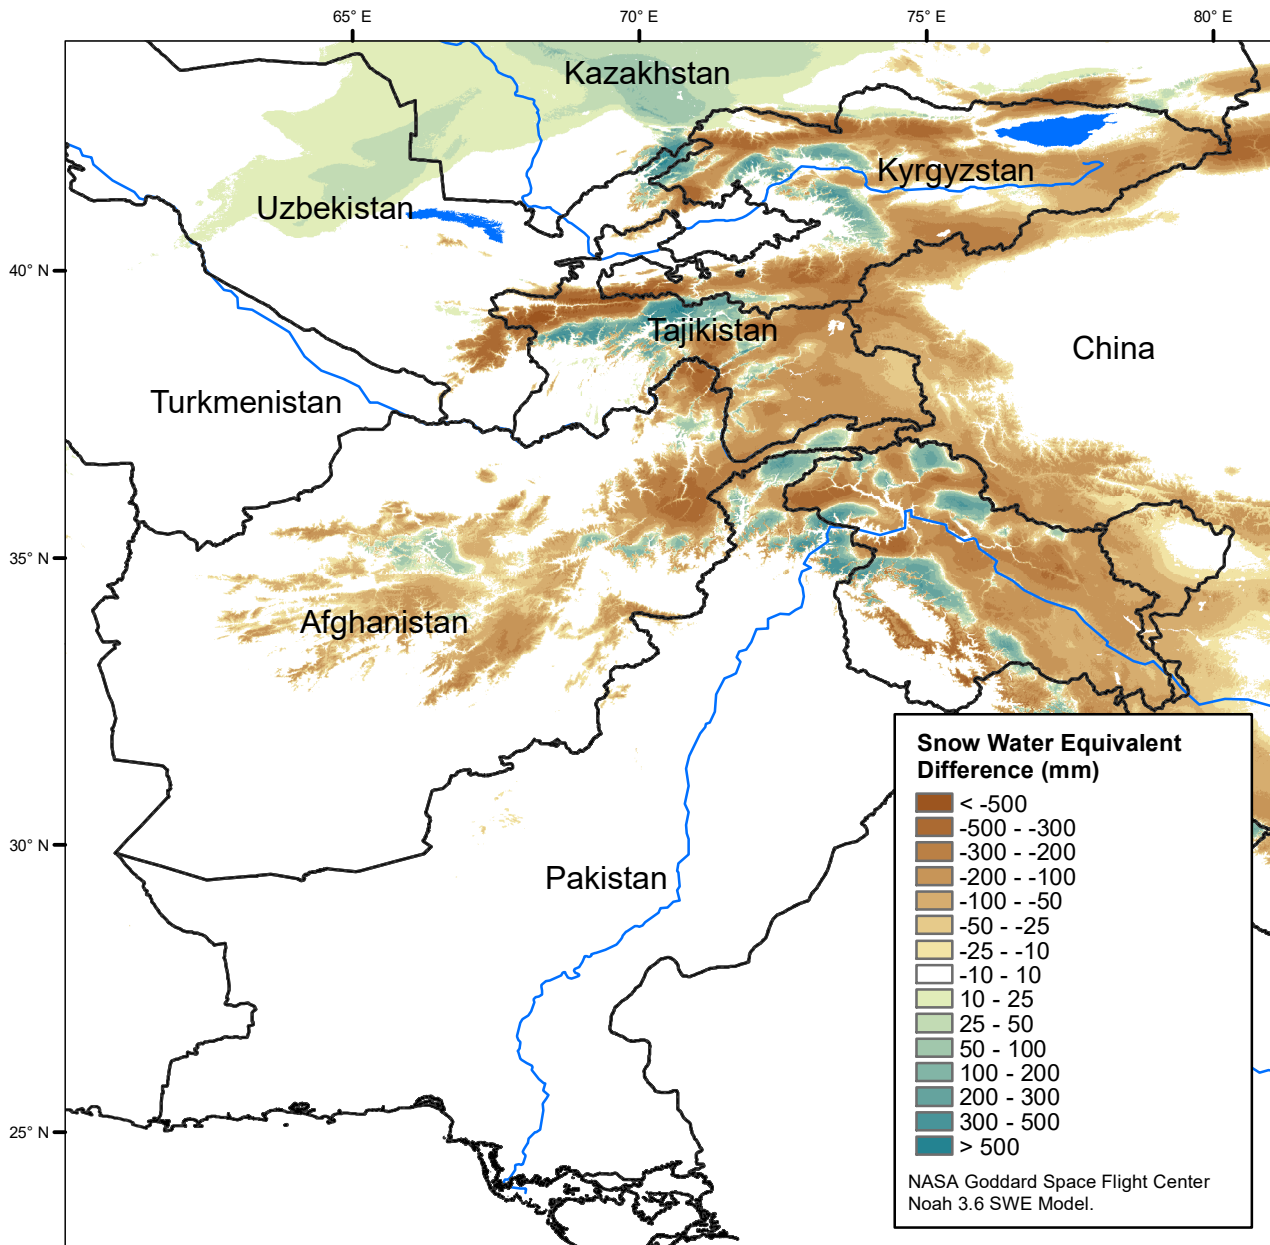 65° E
70° E
75° E
80° E
Kazakhstan
Kyrgyzstan
Uzbekistan
40° N
Tajikistan
China
Turkmenistan
35° N
Afghanistan
Snow Water Equivalent
Difference (mm)
< -500
-500 - -300
-300 - -200
-200 - -100
-100 - -50
-50 - -25
-25 - -10
-10 - 10
10 - 25
25 - 50
50 - 100
100 - 200
200 - 300
300 - 500
> 500
NASA Goddard Space Flight Center
Noah 3.6 SWE Model.
30° N
Pakistan
25° N